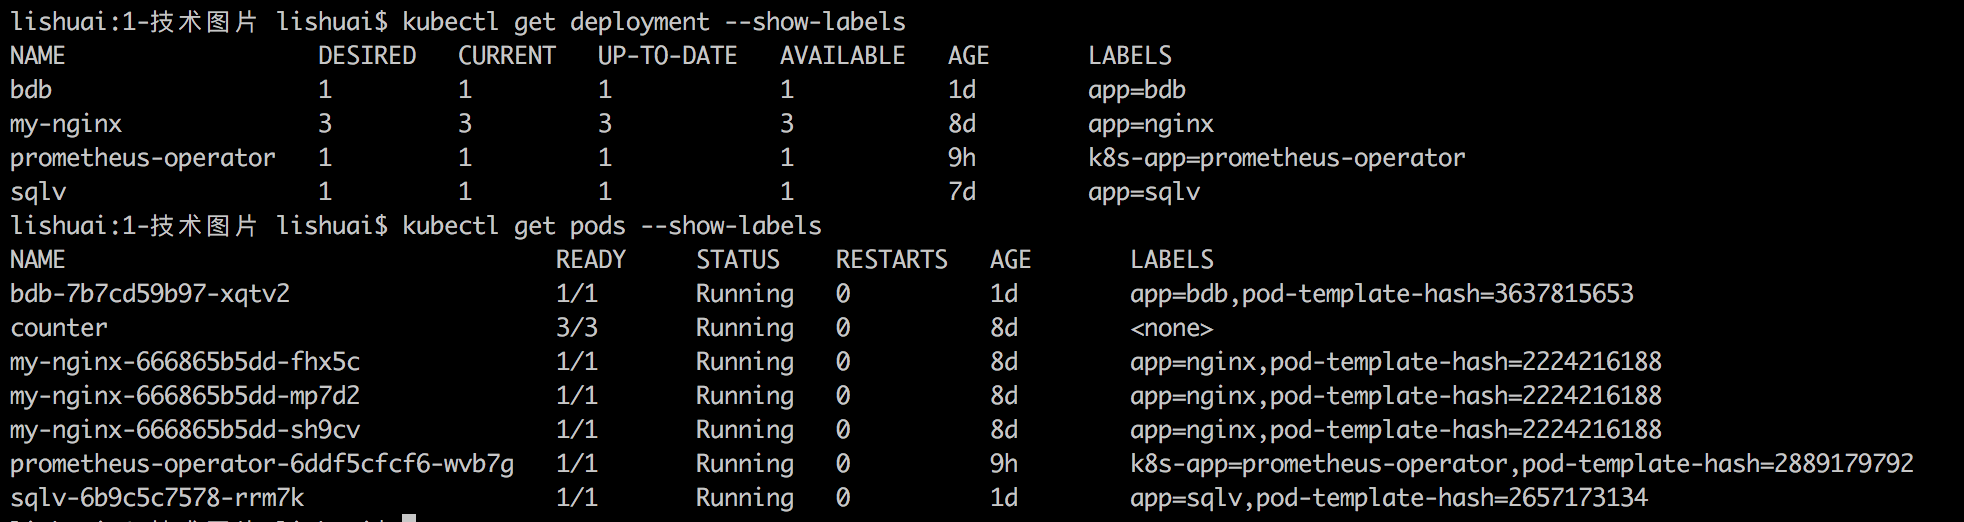 lishuai:1-技术图片 lishuai$ kubectl get deployment --show-labels
NAME DESIRED CURRENT UP-TO-DATE AVAILABLE AGE LABELS
bdb 1 1 1 1 1d app=bdb
my-nginx 3 3 3 3 8d app=nginx
prometheus-operator 1 1 1 1 9h k8s-app=prometheus-operator
sqlv 1 1 1 1 7d app=sqlv
lishuai:1-技术图片 lishuai$ kubectl get pods --show-labels
NAME READY STATUS RESTARTS AGE LABELS
bdb-7b7cd59b97-xqtv2 1/1 Running 0 1d app=bdb,pod-template-hash=3637815653
counter 3/3 Running 0 8d <none>
my-nginx-666865b5dd-fhx5c 1/1 Running 0 8d app=nginx,pod-template-hash=2224216188
my-nginx-666865b5dd-mp7d2 1/1 Running 0 8d app=nginx,pod-template-hash=2224216188
my-nginx-666865b5dd-sh9cv 1/1 Running 0 8d app=nginx,pod-template-hash=2224216188
prometheus-operator-6ddf5cfcf6-wvb7g 1/1 Running 0 9h k8s-app=prometheus-operator,pod-template-hash=2889179792
sqlv-6b9c5c7578-rrm7k 1/1 Running 0 1d app=sqlv,pod-template-hash=2657173134